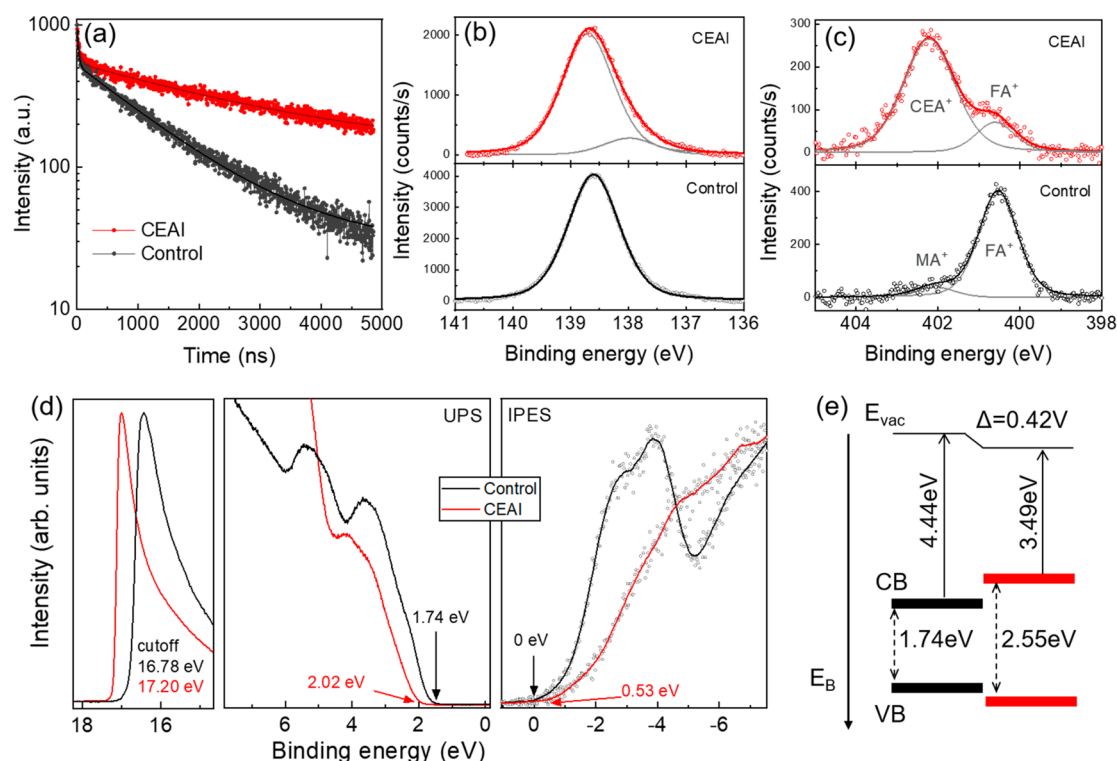 (a)
1000
100
10
Intensity (a.u.)
CEAI
Control
0 1000 2000 3000 4000 5000
Time (ns)
(b)
CEAI
2000
1000
0
Control
4000
3000
2000
1000
0
Intensity (counts/s)
141 140 139 138 137 136
Binding energy (eV)
(c)
CEAI
300
200
100
0
CEA+
FA+
Control
400
200
0
MA+
FA+
Intensity (counts/s)
404 402 400 398
Binding energy (eV)
(d)
Intensity (arb. units)
cutoff
16.78 eV
17.20 eV
18 16
UPS
1.74 eV
2.02 eV
6 4 2 0
IPES
Control
CEAI
0 eV
0.53 eV
0 -2 -4 -6
Binding energy (eV)
(e)
Evac
Δ=0.42V
4.44eV
3.49eV
CB
1.74eV
2.55eV
EB
VB